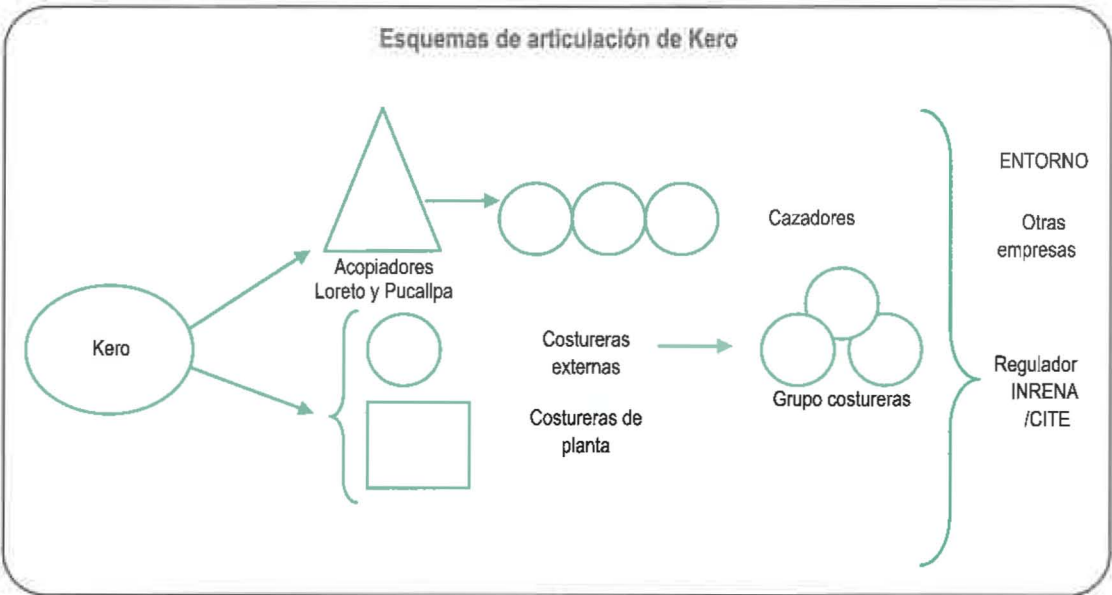 Esquemas de articulación de Kero
Kero
Acopiadores
Loreto y Pucallpa
Cazadores
Costureras
externas
Costureras de
planta
Grupo costureras
ENTORNO
Otras
empresas
Regulador
INRENA
/CITE